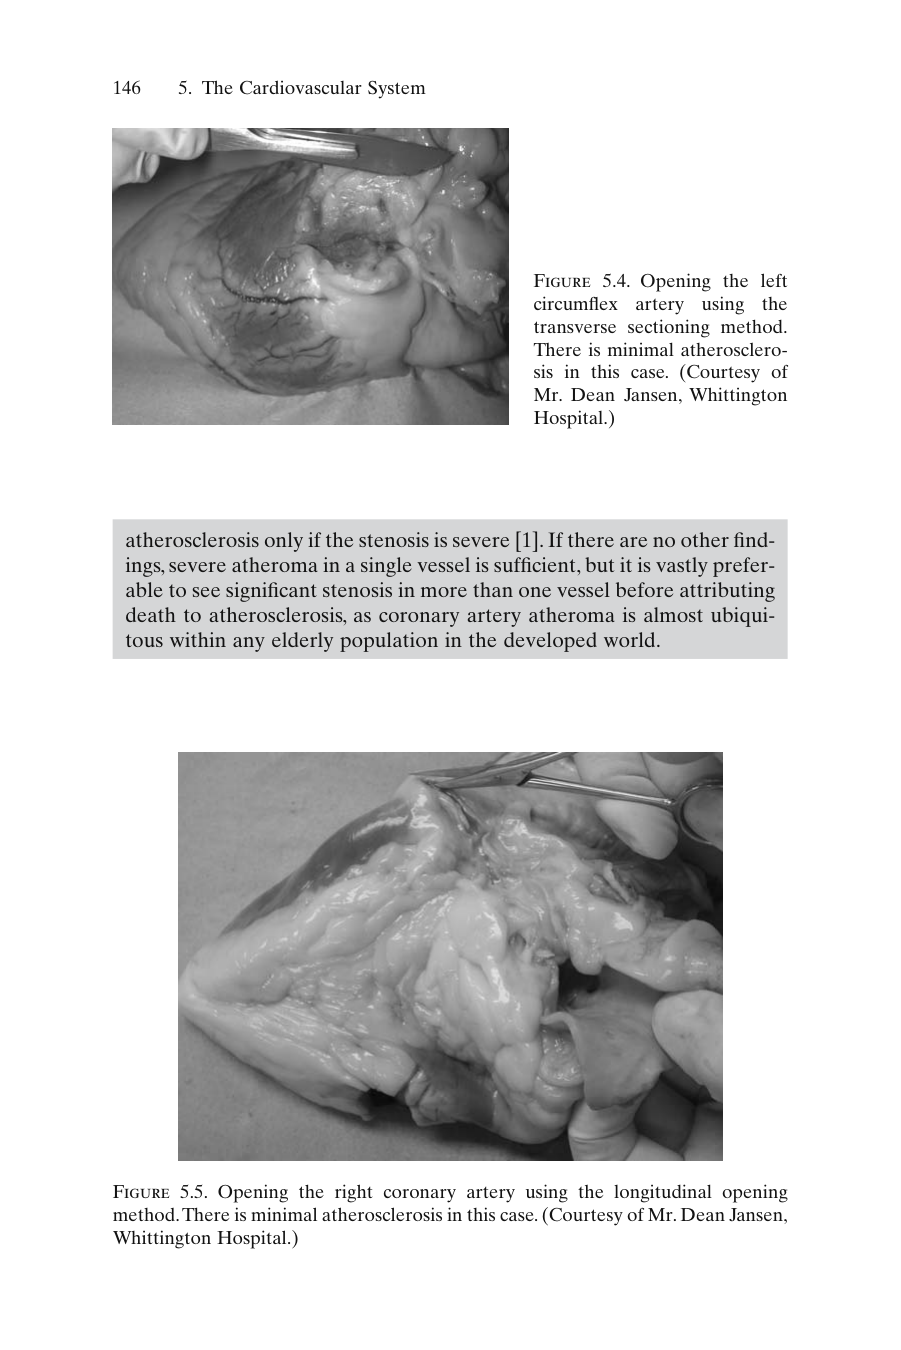 146 5. The Cardiovascular System
FIGURE 5.4. Opening the left
circumflex artery using the
transverse sectioning method.
There is minimal atherosclero-
sis in this case. (Courtesy of
Mr. Dean Jansen, Whittington
Hospital.)
atherosclerosis only if the stenosis is severe [1]. If there are no other find-
ings, severe atheroma in a single vessel is sufficient, but it is vastly prefer-
able to see significant stenosis in more than one vessel before attributing
death to atherosclerosis, as coronary artery atheroma is almost ubiqui-
tous within any elderly population in the developed world.
FIGURE 5.5. Opening the right coronary artery using the longitudinal opening
method. There is minimal atherosclerosis in this case. (Courtesy of Mr. Dean Jansen,
Whittington Hospital.)